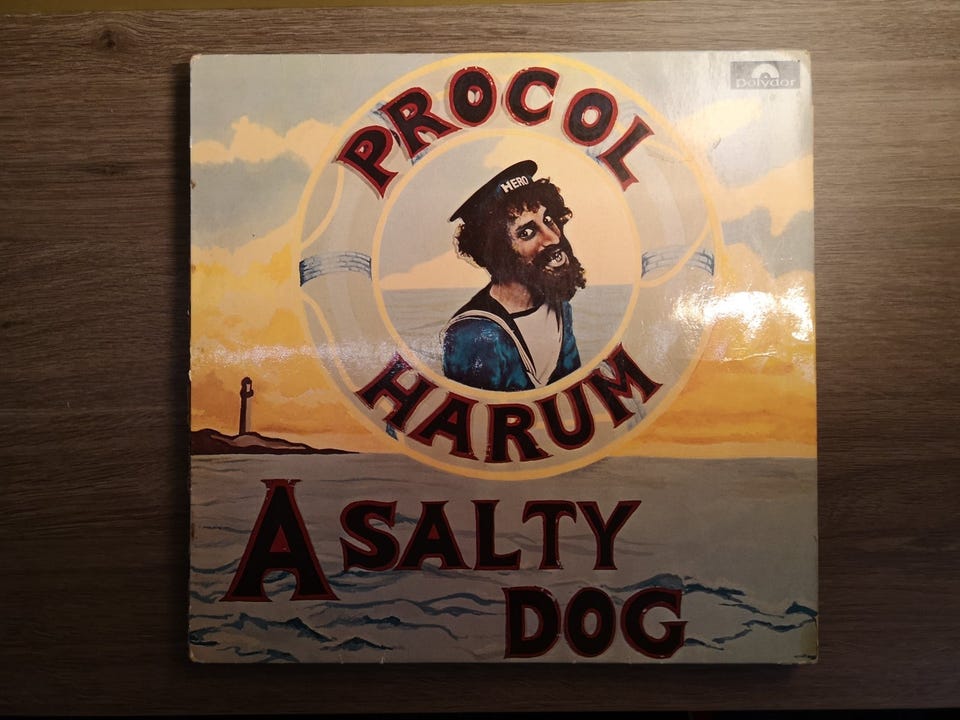 Polydor
PROCOL
HERO
HARUM
A SALTY
DOG